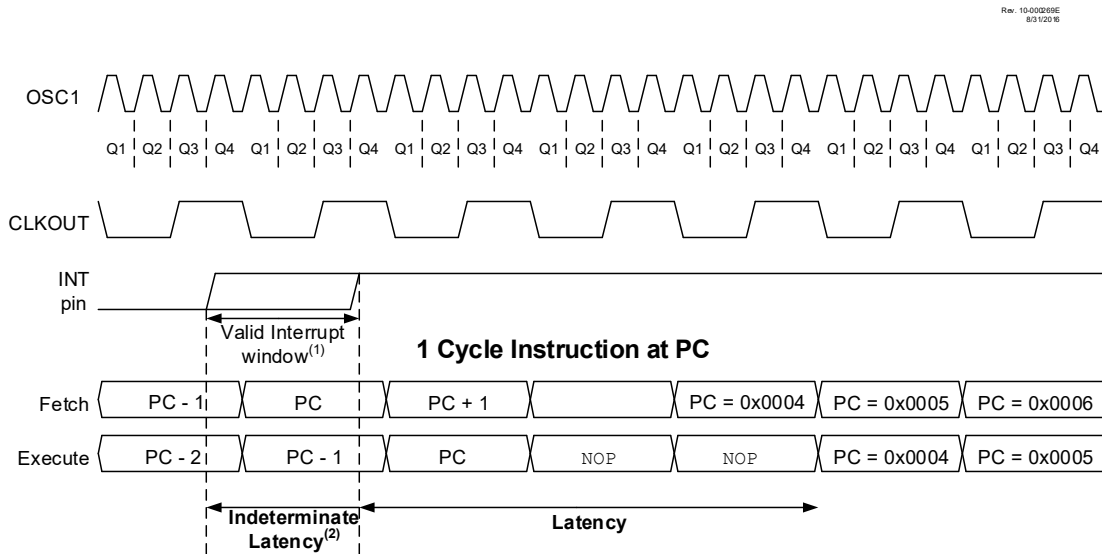 Rev. 10-000269E
8/31/2016
OSC1
Q1 Q2 Q3 Q4 Q1 Q2 Q3 Q4 Q1 Q2 Q3 Q4 Q1 Q2 Q3 Q4 Q1 Q2 Q3 Q4 Q1 Q2 Q3 Q4 Q1 Q2 Q3 Q4
CLKOUT
INT
pin
Valid Interrupt
window(1)
1 Cycle Instruction at PC
Fetch PC - 1 PC PC + 1 PC = 0x0004 PC = 0x0005 PC = 0x0006
Execute PC - 2 PC - 1 PC NOP NOP PC = 0x0004 PC = 0x0005
Indeterminate
Latency(2)
Latency